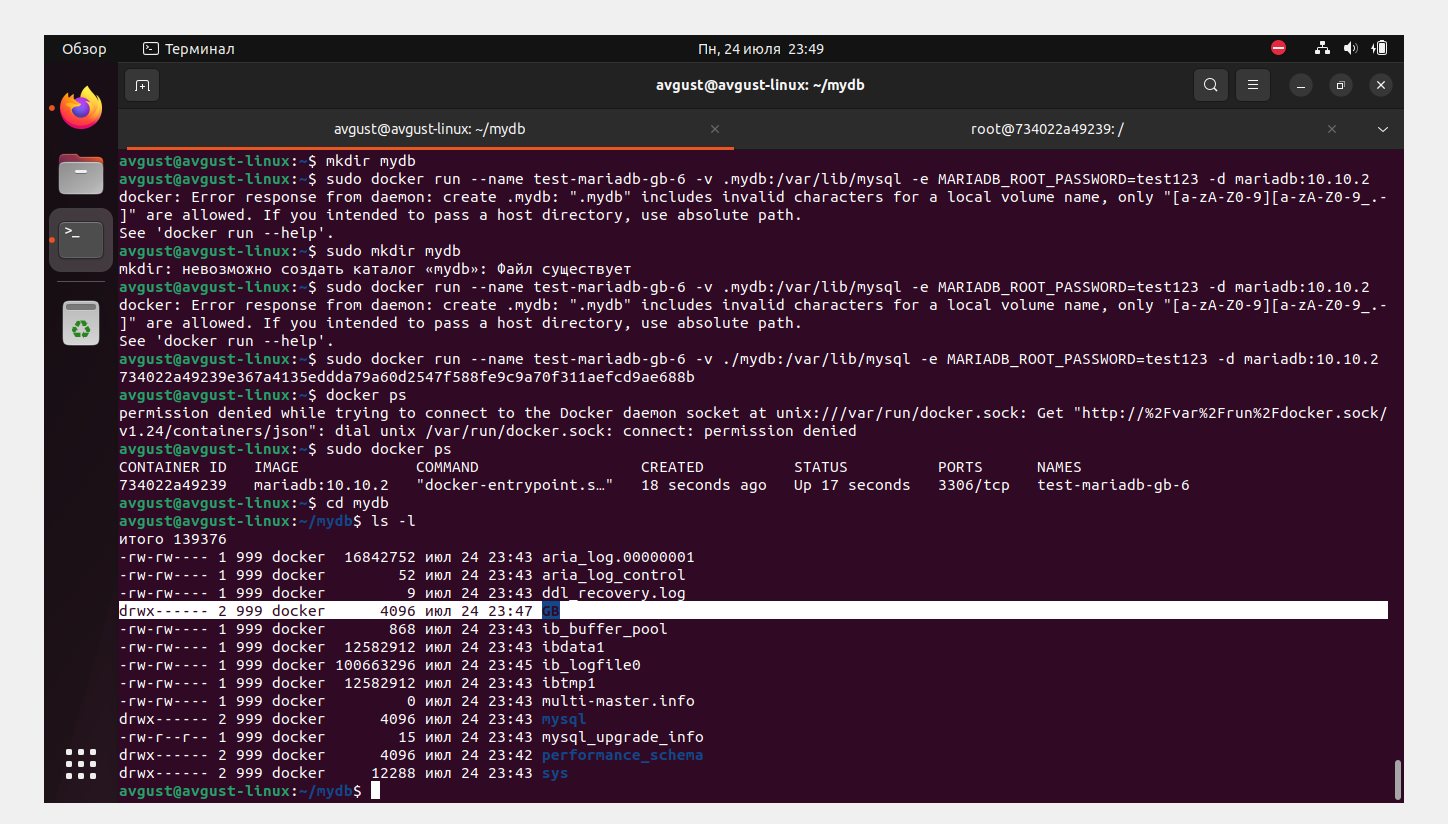 Обзор
Терминал
Пн, 24 июля 23:49
avgust@avgust-linux: ~/mydb
avgust@avgust-linux: ~/mydb
root@734022a49239: /
avgust@avgust-linux:~$ mkdir mydb
avgust@avgust-linux:~$ sudo docker run --name test-mariadb-gb-6 -v .mydb:/var/lib/mysql -e MARIADB_ROOT_PASSWORD=test123 -d mariadb:10.10.2
docker: Error response from daemon: create .mydb: ".mydb" includes invalid characters for a local volume name, only "[a-zA-Z0-9][a-zA-Z0-9_.-
]" are allowed. If you intended to pass a host directory, use absolute path.
See 'docker run --help'.
avgust@avgust-linux:~$ sudo mkdir mydb
mkdir: невозможно создать каталог «mydb»: Файл существует
avgust@avgust-linux:~$ sudo docker run --name test-mariadb-gb-6 -v .mydb:/var/lib/mysql -e MARIADB_ROOT_PASSWORD=test123 -d mariadb:10.10.2
docker: Error response from daemon: create .mydb: ".mydb" includes invalid characters for a local volume name, only "[a-zA-Z0-9][a-zA-Z0-9_.-
]" are allowed. If you intended to pass a host directory, use absolute path.
See 'docker run --help'.
avgust@avgust-linux:~$ sudo docker run --name test-mariadb-gb-6 -v ./mydb:/var/lib/mysql -e MARIADB_ROOT_PASSWORD=test123 -d mariadb:10.10.2
734022a49239e367a4135eddda79a60d2547f588fe9c9a70f311aefcd9ae688b
avgust@avgust-linux:~$ docker ps
permission denied while trying to connect to the Docker daemon socket at unix:///var/run/docker.sock: Get "http://%2Fvar%2Frun%2Fdocker.sock/
v1.24/containers/json": dial unix /var/run/docker.sock: connect: permission denied
avgust@avgust-linux:~$ sudo docker ps
CONTAINER ID   IMAGE             COMMAND                  CREATED          STATUS          PORTS      NAMES
734022a49239   mariadb:10.10.2   "docker-entrypoint.s…"   18 seconds ago   Up 17 seconds   3306/tcp   test-mariadb-gb-6
avgust@avgust-linux:~$ cd mydb
avgust@avgust-linux:~/mydb$ ls -l
итого 139376
-rw-rw---- 1 999 docker  16842752 июл 24 23:43 aria_log.00000001
-rw-rw---- 1 999 docker        52 июл 24 23:43 aria_log_control
-rw-rw---- 1 999 docker         9 июл 24 23:43 ddl_recovery.log
drwx------ 2 999 docker      4096 июл 24 23:47 GB
-rw-rw---- 1 999 docker       868 июл 24 23:43 ib_buffer_pool
-rw-rw---- 1 999 docker  12582912 июл 24 23:43 ibdata1
-rw-rw---- 1 999 docker 100663296 июл 24 23:45 ib_logfile0
-rw-rw---- 1 999 docker  12582912 июл 24 23:43 ibtmp1
-rw-rw---- 1 999 docker         0 июл 24 23:43 multi-master.info
drwx------ 2 999 docker      4096 июл 24 23:43 mysql
-rw-r--r-- 1 999 docker        15 июл 24 23:43 mysql_upgrade_info
drwx------ 2 999 docker      4096 июл 24 23:42 performance_schema
drwx------ 2 999 docker     12288 июл 24 23:43 sys
avgust@avgust-linux:~/mydb$